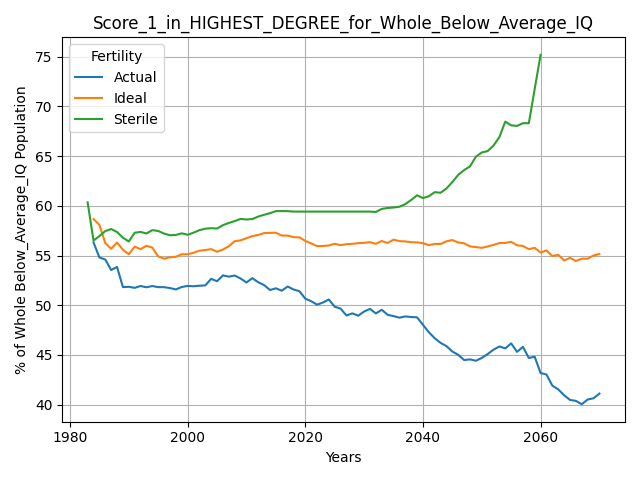 Score_1_in_HIGHEST_DEGREE_for_Whole_Below_Average_IQ
% of Whole Below_Average_IQ Population
75
70
65
60
55
50
45
40
Fertility
Actual
Ideal
Sterile
1980
2000
2020
2040
2060
Years